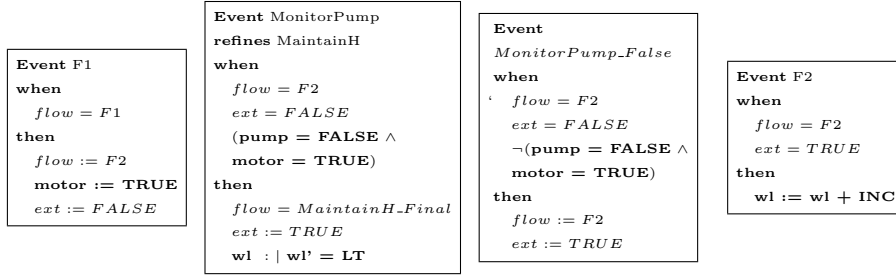 Event F1
when
flow = F1
then
flow := F2
motor := TRUE
ext := FALSE
Event MonitorPump
refines MaintainH
when
flow = F2
ext = FALSE
(pump = FALSE ∧
motor = TRUE)
then
flow = MaintainH_Final
ext := TRUE
wl : | wl' = LT
Event
MonitorPump_False
when
‘ flow = F2
ext = FALSE
¬(pump = FALSE ∧
motor = TRUE)
then
flow := F2
ext := TRUE
Event F2
when
flow = F2
ext = TRUE
then
wl := wl + INC